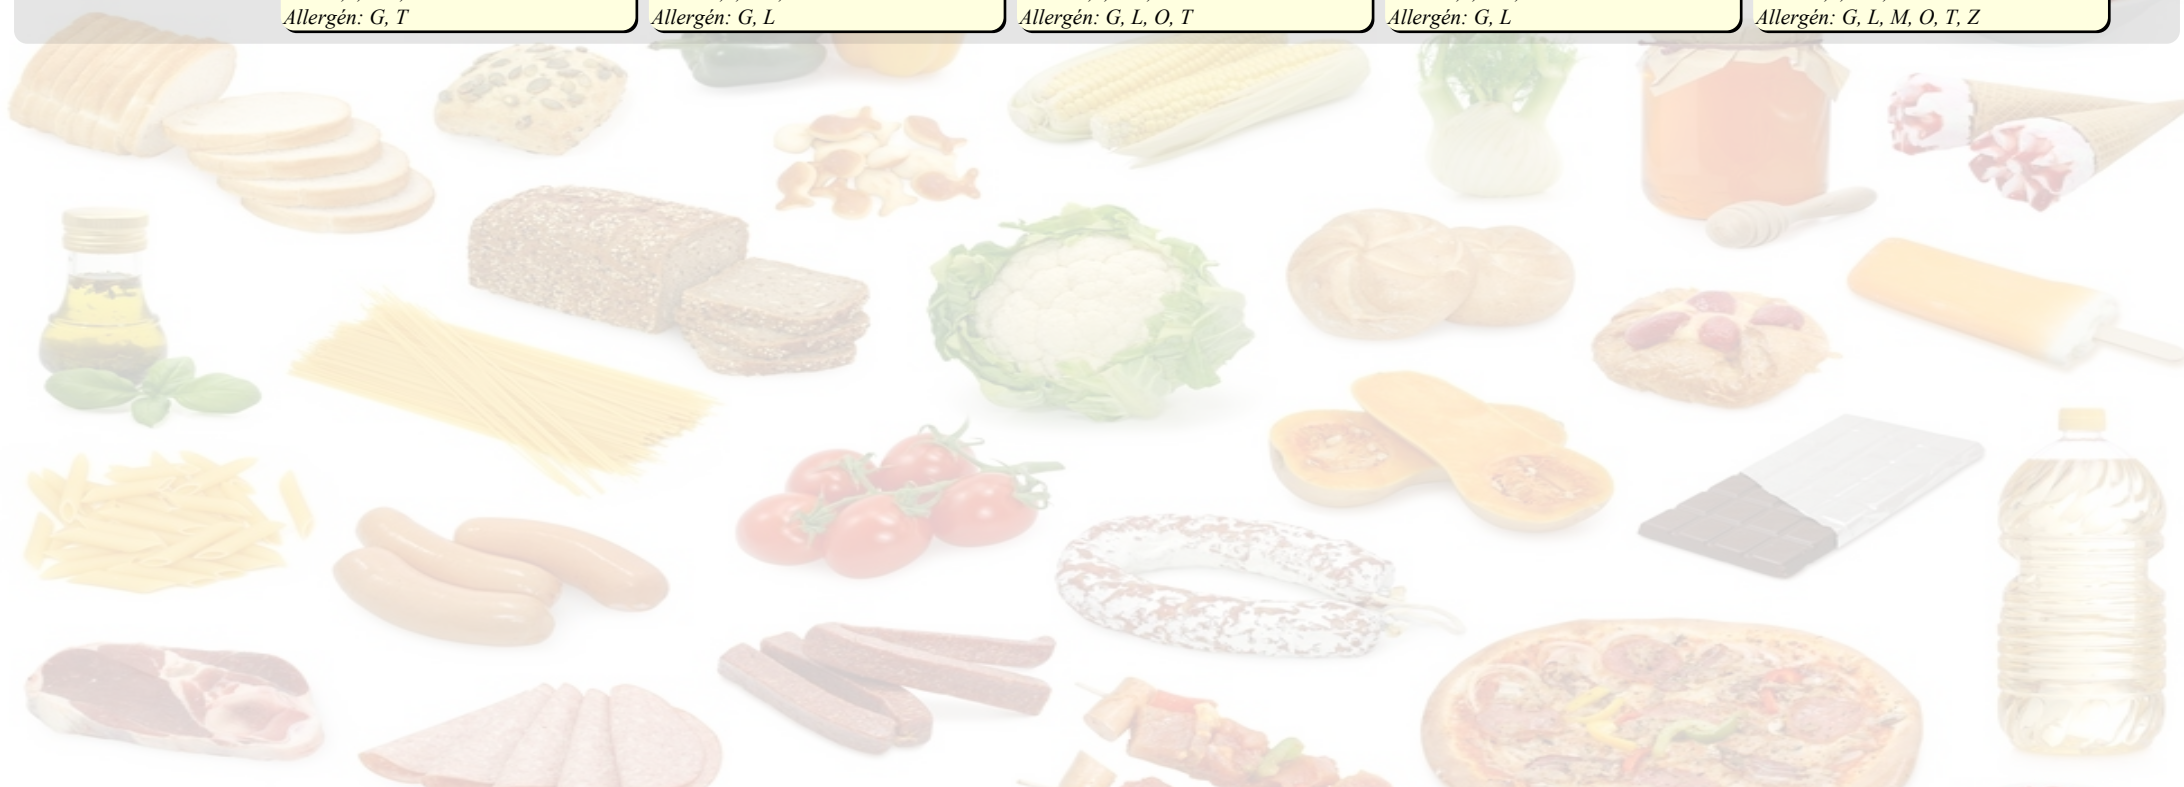 Allergén: G, T
Allergén: G, L
Allergén: G, L, O, T
Allergén: G, L
Allergén: G, L, M, O, T, Z